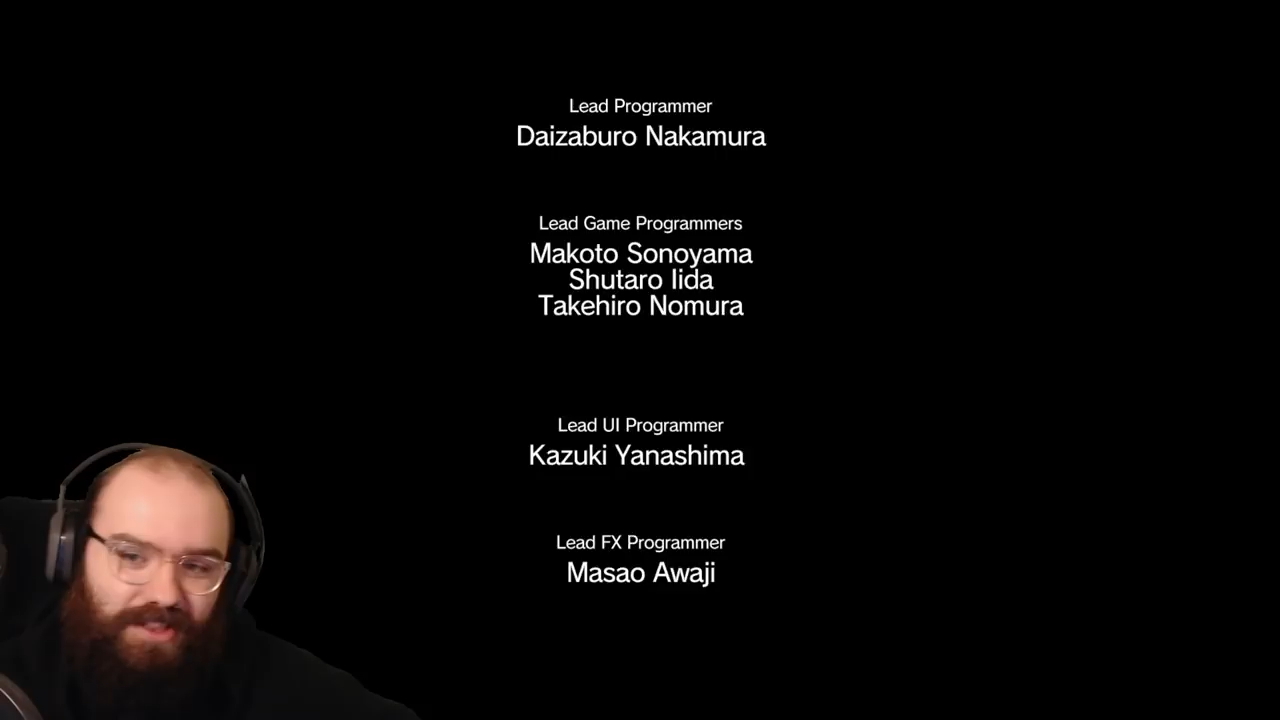 Lead Programmer
Daizaburo Nakamura
Lead Game Programmers
Makoto Sonoyama
Shutaro Iida
Takehiro Nomura
Lead UI Programmer
Kazuki Yanashima
Lead FX Programmer
Masao Awaji